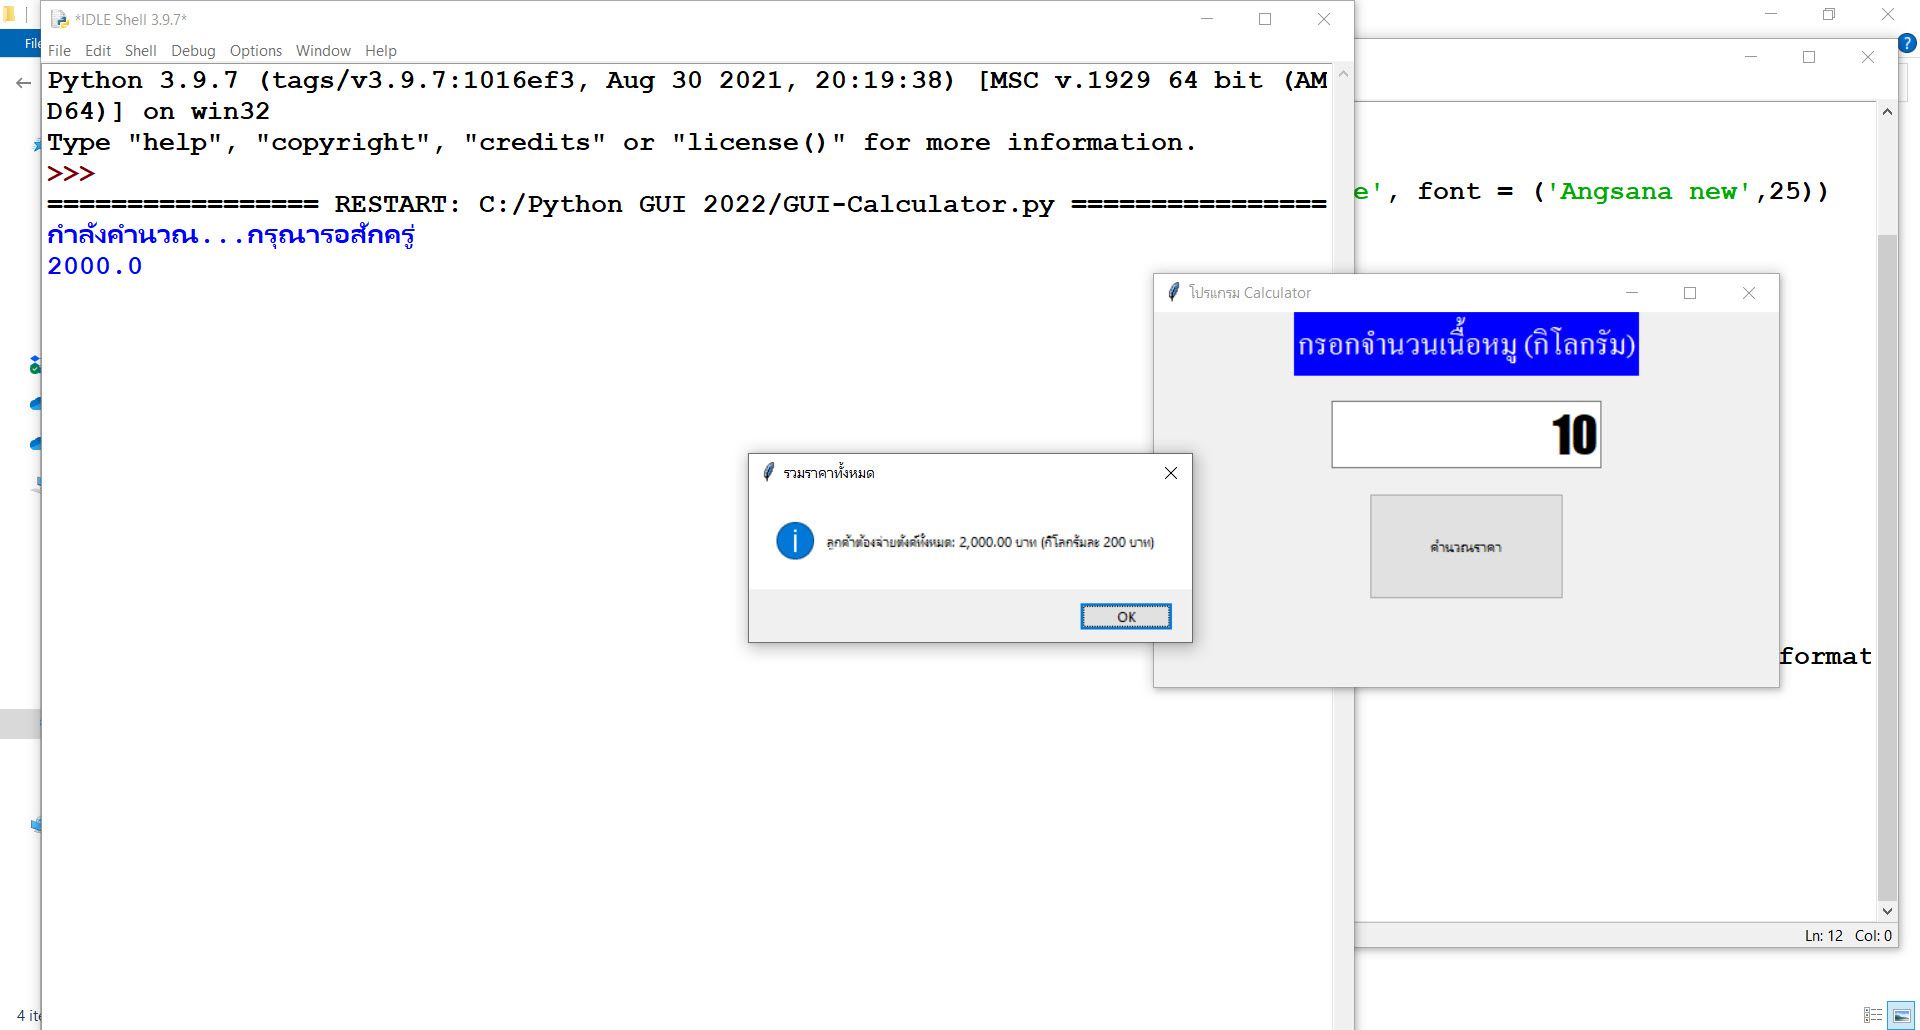 File
*IDLE Shell 3.9.7*
File Edit Shell Debug Options Window Help
Python 3.9.7 (tags/v3.9.7:1016ef3, Aug 30 2021, 20:19:38) [MSC v.1929 64 bit (AM
D64)] on win32
Type "help", "copyright", "credits" or "license()" for more information.
>>>
================= RESTART: C:/Python GUI 2022/GUI-Calculator.py ================
กำลังคำนวณ...กรุณารอสักครู่
2000.0
e', font = ('Angsana new',25))
โปรแกรม Calculator
กรอกจำนวนเนื้อหมู (กิโลกรัม)
10
คำนวณราคา
รวมราคาทั้งหมด
ลูกค้าต้องจ่ายตังค์ทั้งหมด: 2,000.00 บาท (กิโลกรัมละ 200 บาท)
OK
format
Ln: 12 Col: 0
4 ite